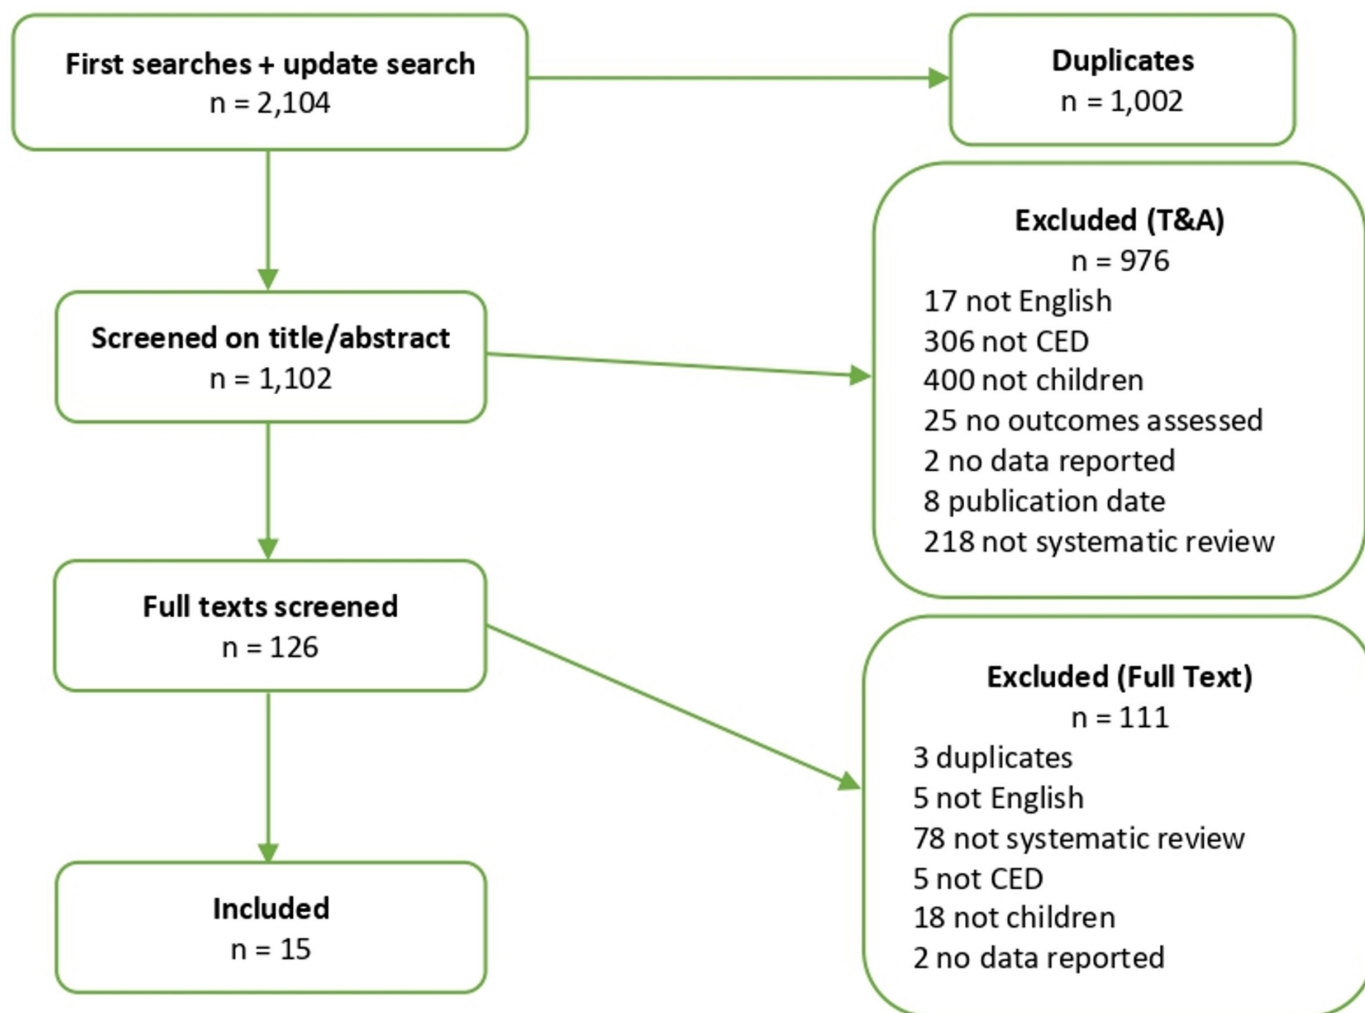 First searches + update search
n = 2,104
Duplicates
n = 1,002
Excluded (T&A)
n = 976
17 not English
306 not CED
400 not children
25 no outcomes assessed
2 no data reported
8 publication date
218 not systematic review
Screened on title/abstract
n = 1,102
Full texts screened
n = 126
Excluded (Full Text)
n = 111
3 duplicates
5 not English
78 not systematic review
5 not CED
18 not children
2 no data reported
Included
n = 15